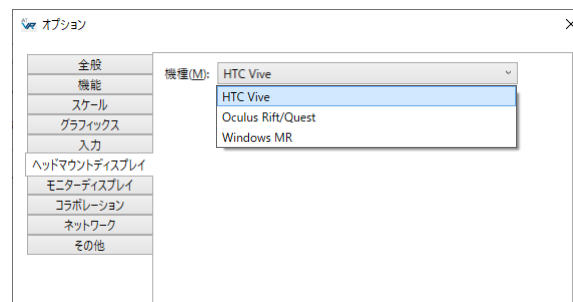 VR オプション
全般
機能
スケール
グラフィックス
入力
ヘッドマウントディスプレイ
モニターディスプレイ
コラボレーション
ネットワーク
その他
機種(M): HTC Vive
HTC Vive
Oculus Rift/Quest
Windows MR